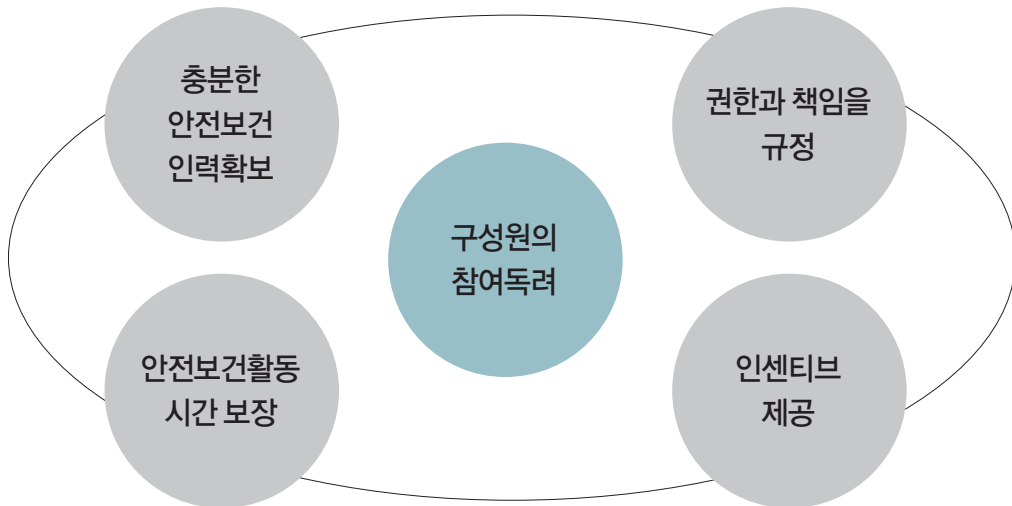 충분한
안전보건
인력확보
권한과 책임을
규정
구성원의
참여독려
안전보건활동
시간 보장
인센티브
제공